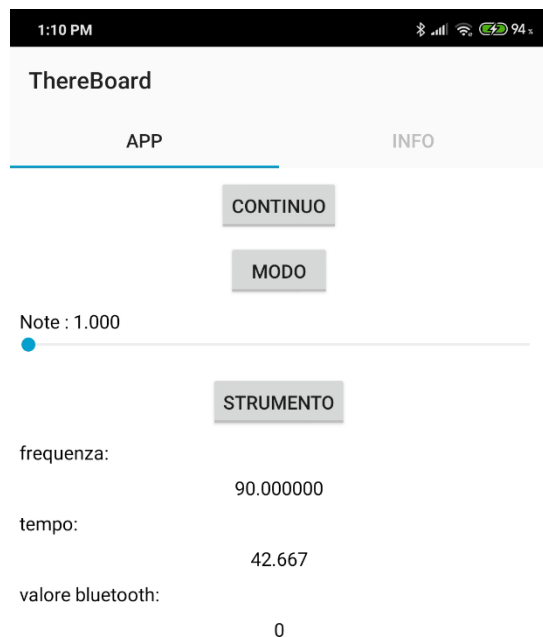 1:10 PM 94%
ThereBoard
APP INFO
CONTINUO
MODO
Note : 1.000
STRUMENTO
frequenza:
90.000000
tempo:
42.667
valore bluetooth:
0